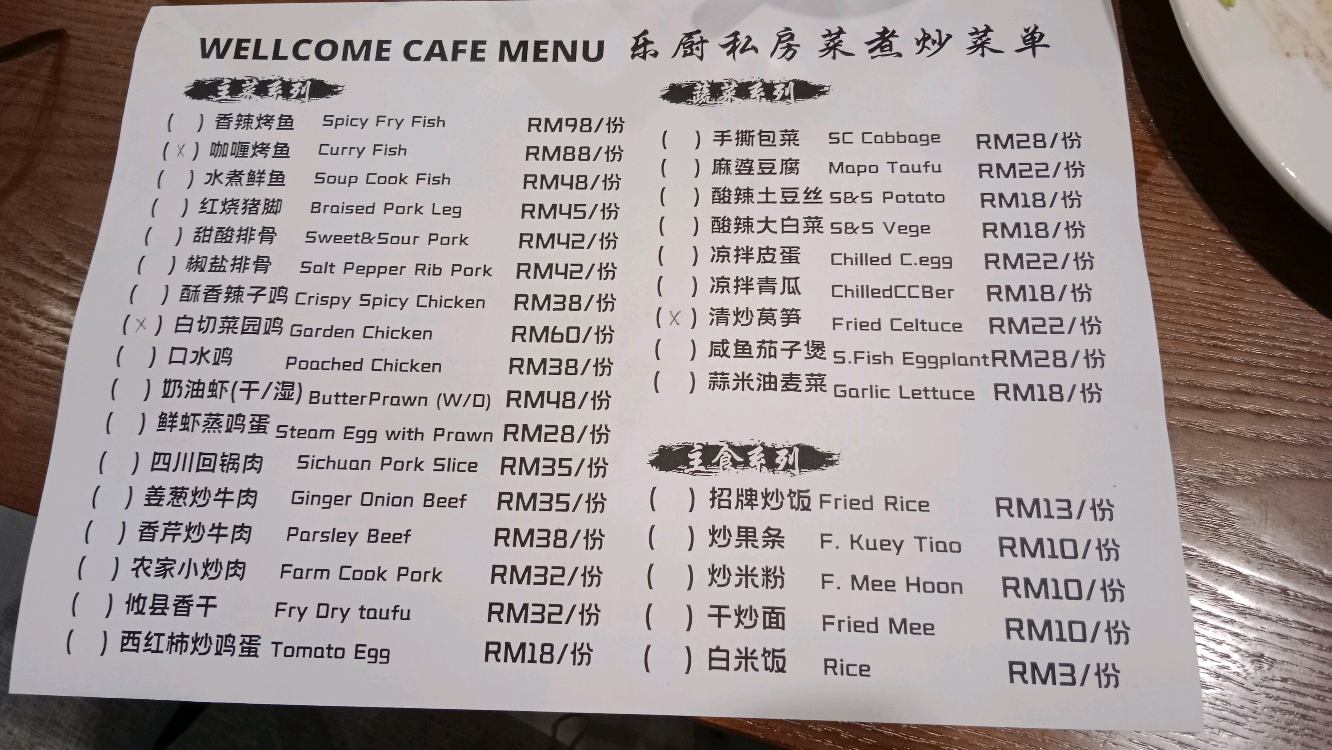 WELLCOME CAFE MENU 乐厨私房菜煮炒菜单
主菜系列
( ) 香辣烤鱼 Spicy Fry Fish RM98/份
(X) 咖喱烤鱼 Curry Fish RM88/份
( ) 水煮鲜鱼 Soup Cook Fish RM48/份
( ) 红烧猪脚 Braised Pork Leg RM45/份
( ) 甜酸排骨 Sweet&Sour Pork RM42/份
( ) 椒盐排骨 Salt Pepper Rib Pork RM42/份
( ) 酥香辣子鸡 Crispy Spicy Chicken RM38/份
(X) 白切菜园鸡 Garden Chicken RM60/份
( ) 口水鸡 Poached Chicken RM38/份
( ) 奶油虾(干/湿) ButterPrawn (W/D) RM48/份
( ) 鲜虾蒸鸡蛋 Steam Egg with Prawn RM28/份
( ) 四川回锅肉 Sichuan Pork Slice RM35/份
( ) 姜葱炒牛肉 Ginger Onion Beef RM35/份
( ) 香芹炒牛肉 Parsley Beef RM38/份
( ) 农家小炒肉 Farm Cook Pork RM32/份
( ) 攸县香干 Fry Dry taufu RM32/份
( ) 西红柿炒鸡蛋 Tomato Egg RM18/份
蔬菜系列
( ) 手撕包菜 SC Cabbage RM28/份
( ) 麻婆豆腐 Mapo Taufu RM22/份
( ) 酸辣土豆丝 S&S Potato RM18/份
( ) 酸辣大白菜 S&S Vege RM18/份
( ) 凉拌皮蛋 Chilled C.egg RM22/份
( ) 凉拌青瓜 ChilledCCBer RM18/份
(X) 清炒莴笋 Fried Celtuce RM22/份
( ) 咸鱼茄子煲 S.Fish Eggplant RM28/份
( ) 蒜米油麦菜 Garlic Lettuce RM18/份
主食系列
( ) 招牌炒饭 Fried Rice RM13/份
( ) 炒果条 F. Kuey Tiao RM10/份
( ) 炒米粉 F. Mee Hoon RM10/份
( ) 干炒面 Fried Mee RM10/份
( ) 白米饭 Rice RM3/份